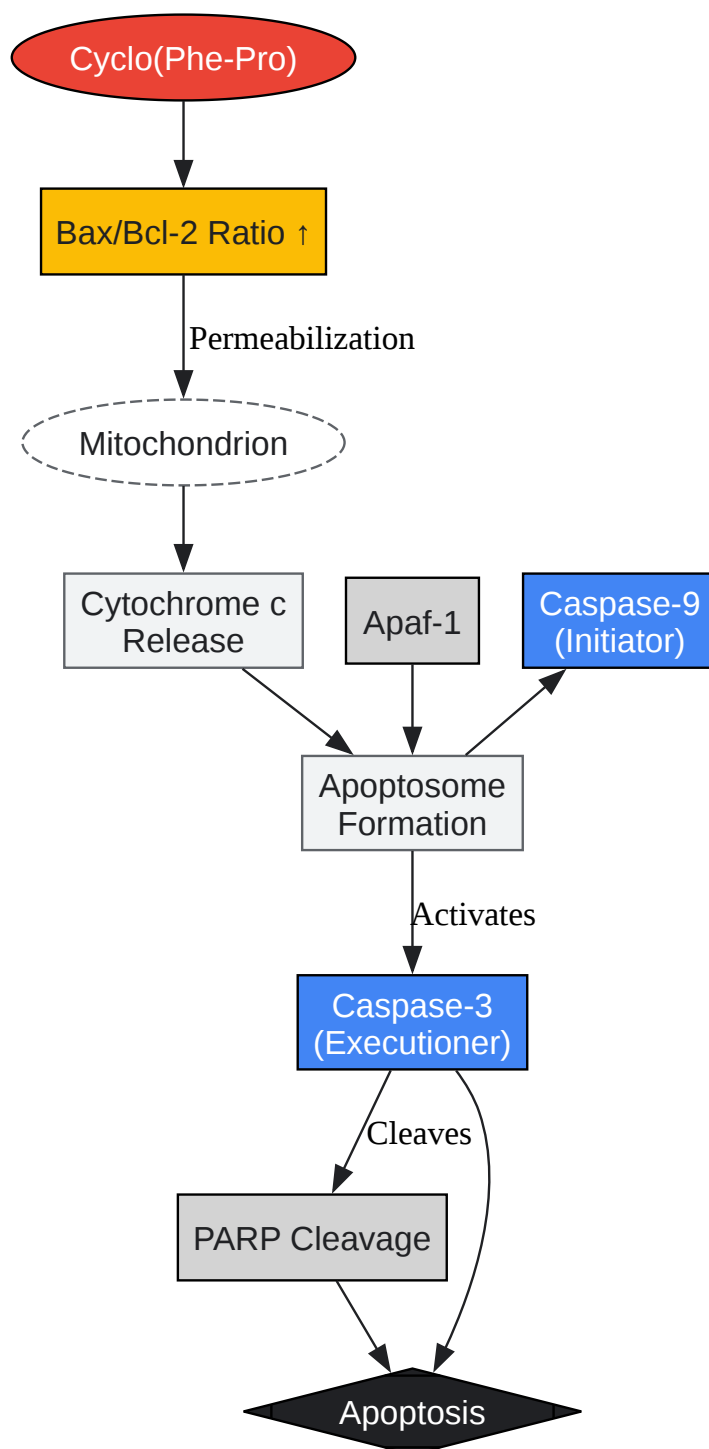 Cyclo(Phe-Pro)
Bax/Bcl-2 Ratio ↑
Permeabilization
Mitochondrion
Cytochrome c
Release
Apaf-1
Caspase-9
(Initiator)
Apoptosome
Formation
Activates
Caspase-3
(Executioner)
Cleaves
PARP Cleavage
Apoptosis